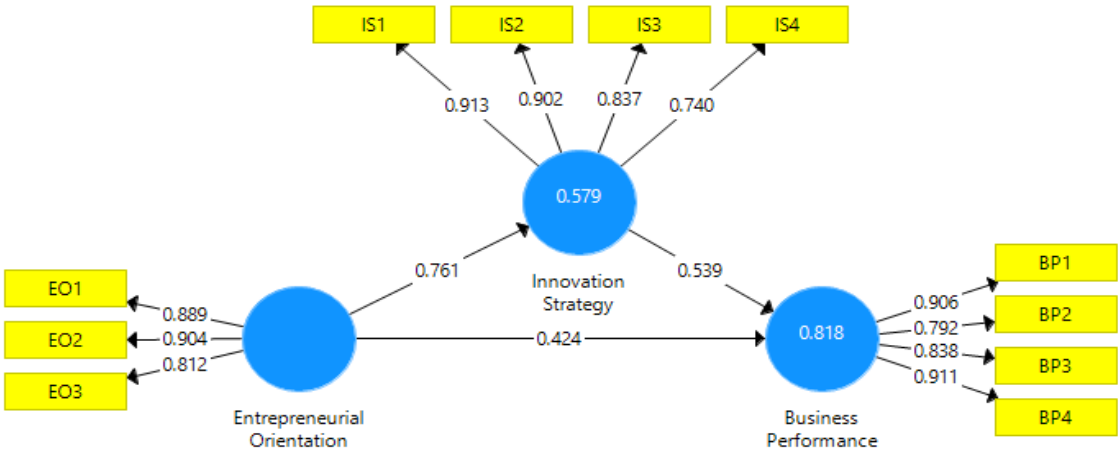 IS1 IS2 IS3 IS4
0.913 0.902 0.837 0.740
0.579
Innovation
Strategy
0.761 0.539
EO1
EO2
EO3
0.889
0.904
0.812
Entrepreneurial
Orientation
0.424
0.818
Business
Performance
0.906
0.792
0.838
0.911
BP1
BP2
BP3
BP4